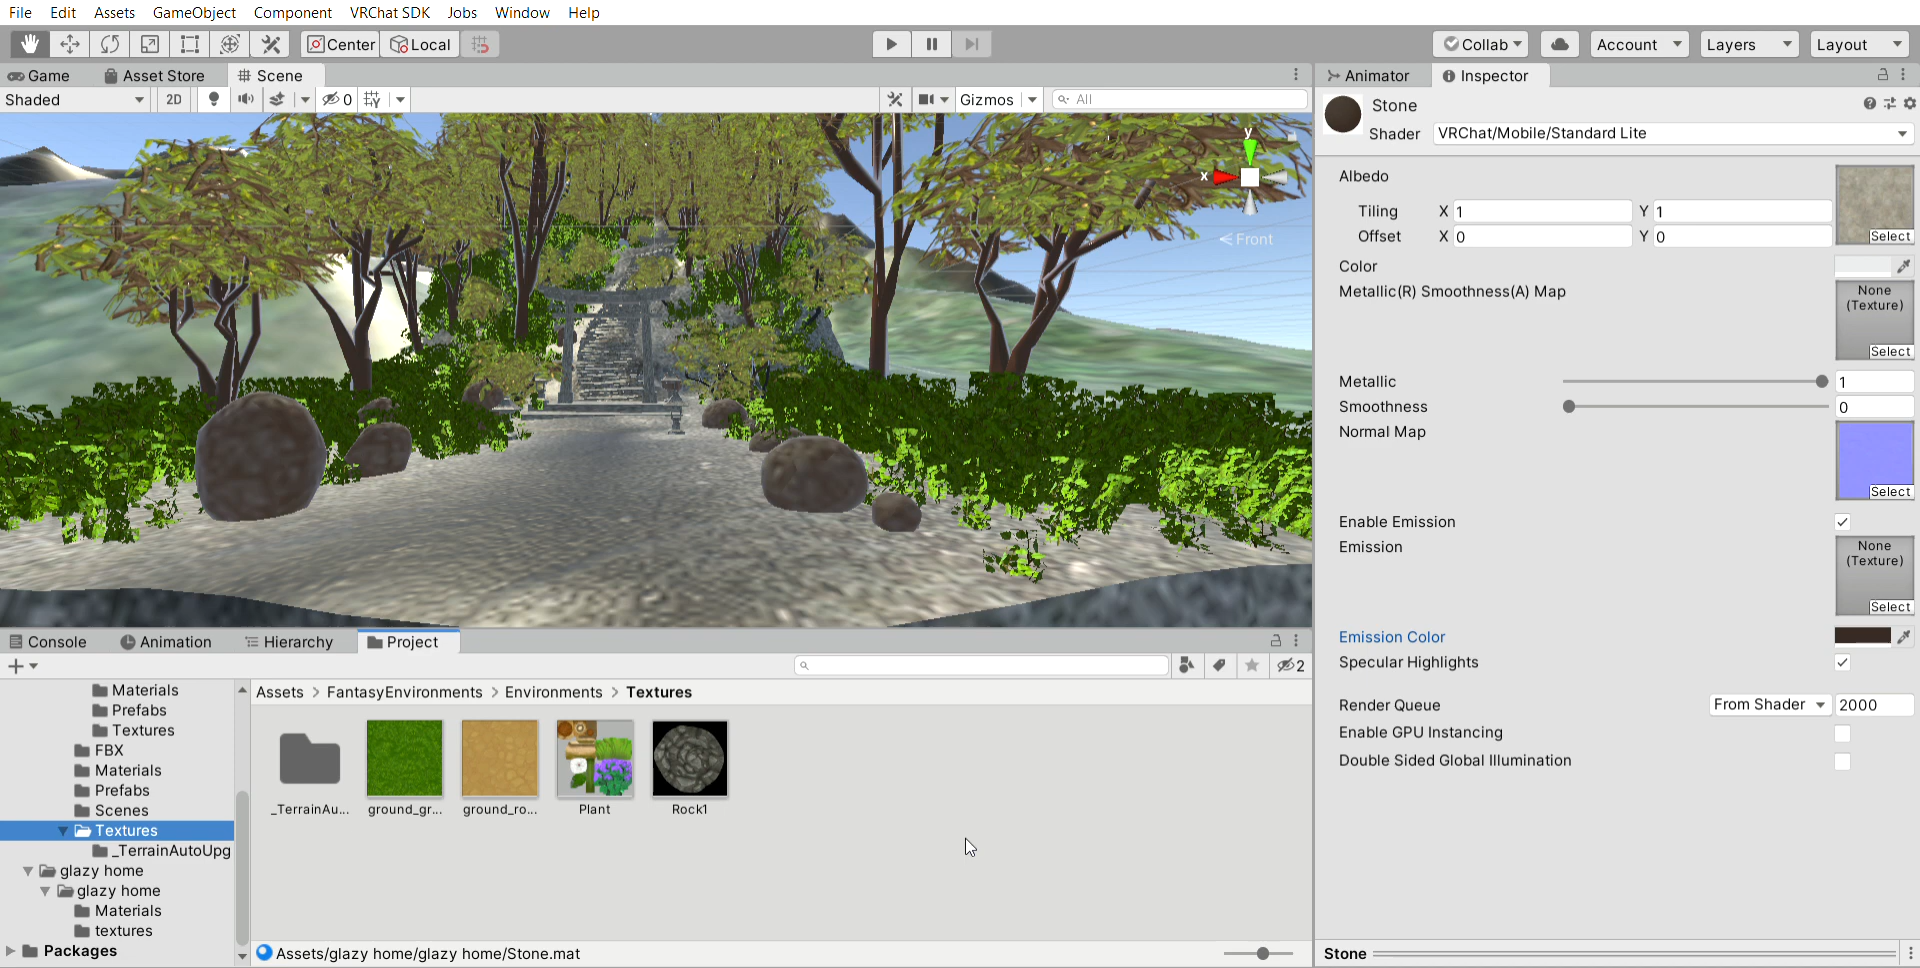 File Edit Assets GameObject Component VRChat SDK Jobs Window Help
Center Local Collab Account Layers Layout
Game Asset Store Scene
Shaded 2D 0 Gizmos All
y
x
Front
Animator Inspector
Stone
Shader VRChat/Mobile/Standard Lite
Albedo
Tiling X 1 Y 1
Offset X 0 Y 0
Select
Color
Metallic(R) Smoothness(A) Map
None
(Texture)
Select
Metallic 1
Smoothness 0
Normal Map
Select
Enable Emission
Emission
None
(Texture)
Select
Emission Color
Specular Highlights
Render Queue From Shader 2000
Enable GPU Instancing
Double Sided Global Illumination
Stone
Console Animation Hierarchy Project
2
Materials
Prefabs
Textures
FBX
Materials
Prefabs
Scenes
Textures
_TerrainAutoUpg
glazy home
glazy home
Materials
textures
Packages
Assets > FantasyEnvironments > Environments > Textures
_TerrainAu... ground_gr... ground_ro... Plant Rock1
Assets/glazy home/glazy home/Stone.mat